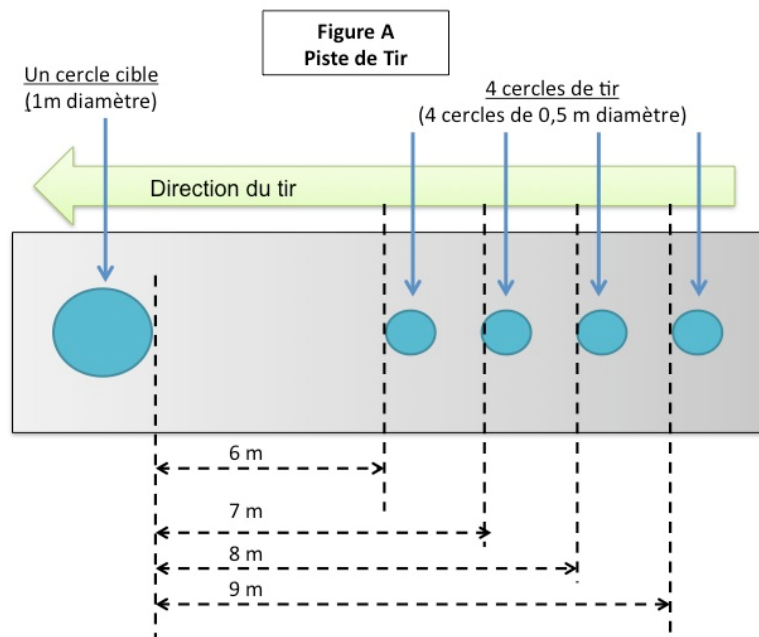 Figure A
Piste de Tir
Un cercle cible
(1m diamètre)
4 cercles de tir
(4 cercles de 0,5 m diamètre)
Direction du tir
6 m
7 m
8 m
9 m